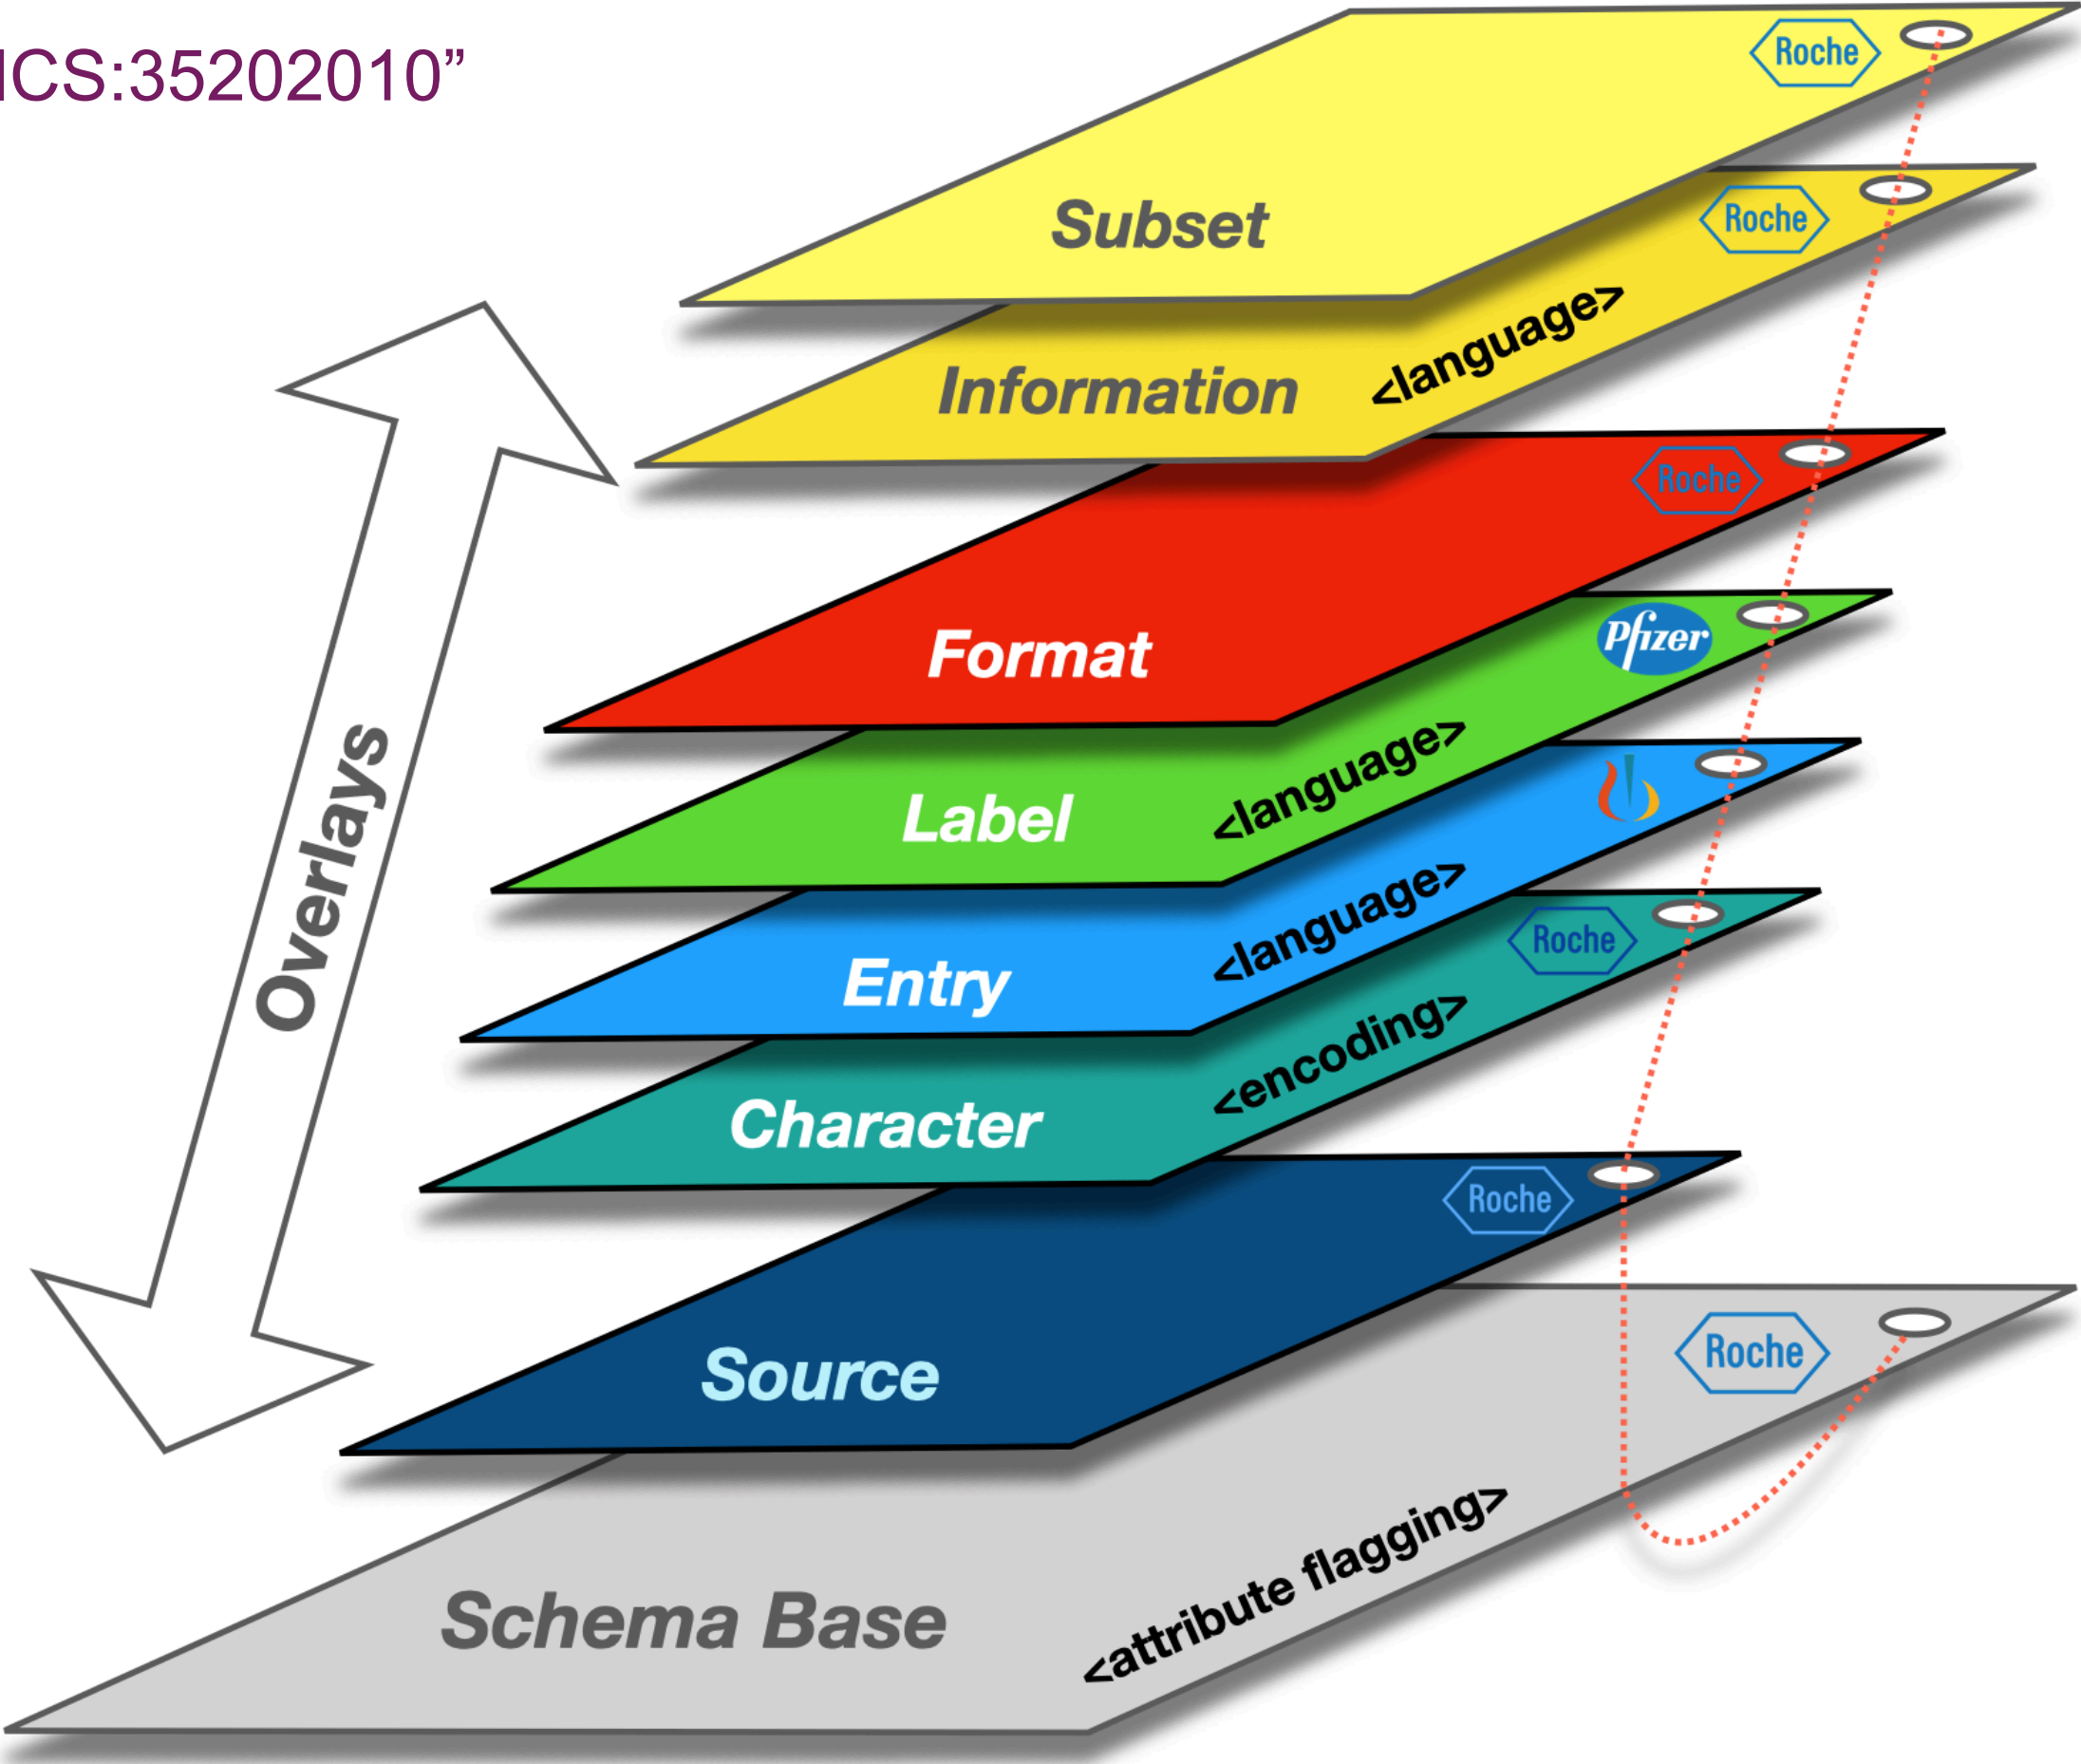 ICS:35202010”
Roche
Subset
Roche
<language>
Information
Roche
Format
Pfizer
<language>
Label
<language>
Entry
Roche
<encoding>
Character
Roche
Source
Roche
<attribute flagging>
Schema Base
Overlays